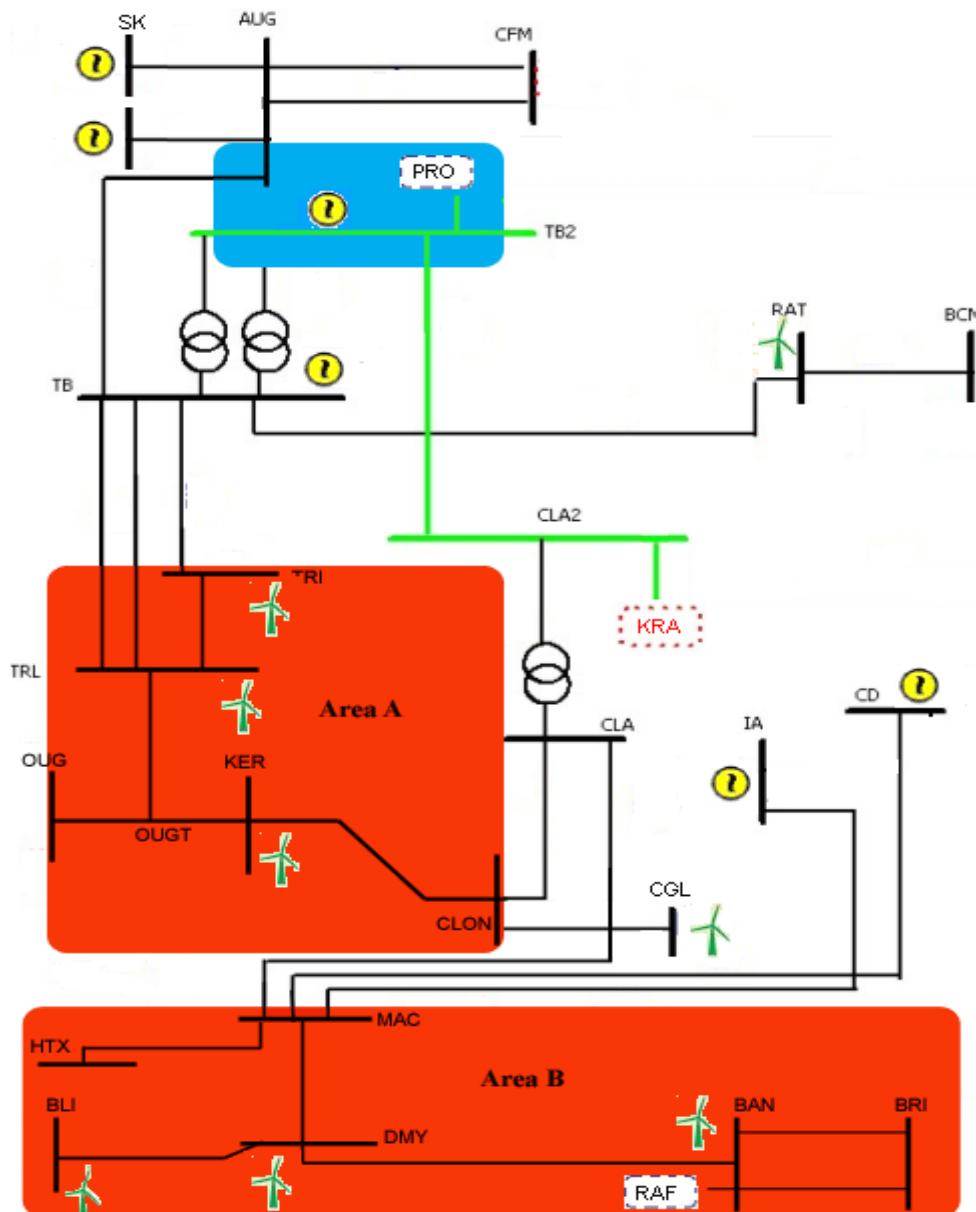 SK
AUG
CFM
PRO
TB2
RAT
BCN
TB
CLA2
TRI
KRA
TRL
Area A
CD
OUG
KER
CLA
IA
OUGT
CGL
CLON
MAC
HTX
Area B
BLI
BAN
BRI
DMY
RAF